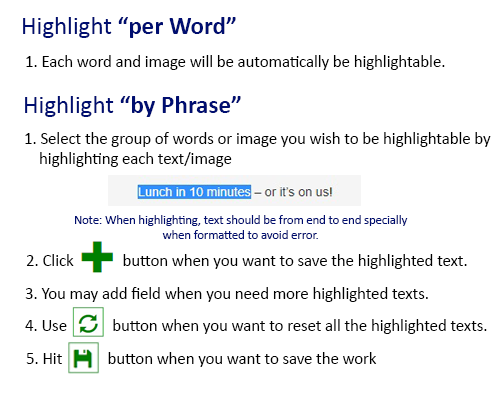 Highlight “per Word”
1. Each word and image will be automatically be highlightable.
Highlight “by Phrase”
1. Select the group of words or image you wish to be highlightable by
highlighting each text/image
Lunch in 10 minutes – or it's on us!
Note: When highlighting, text should be from end to end specially
when formatted to avoid error.
2. Click button when you want to save the highlighted text.
3. You may add field when you need more highlighted texts.
4. Use button when you want to reset all the highlighted texts.
5. Hit button when you want to save the work